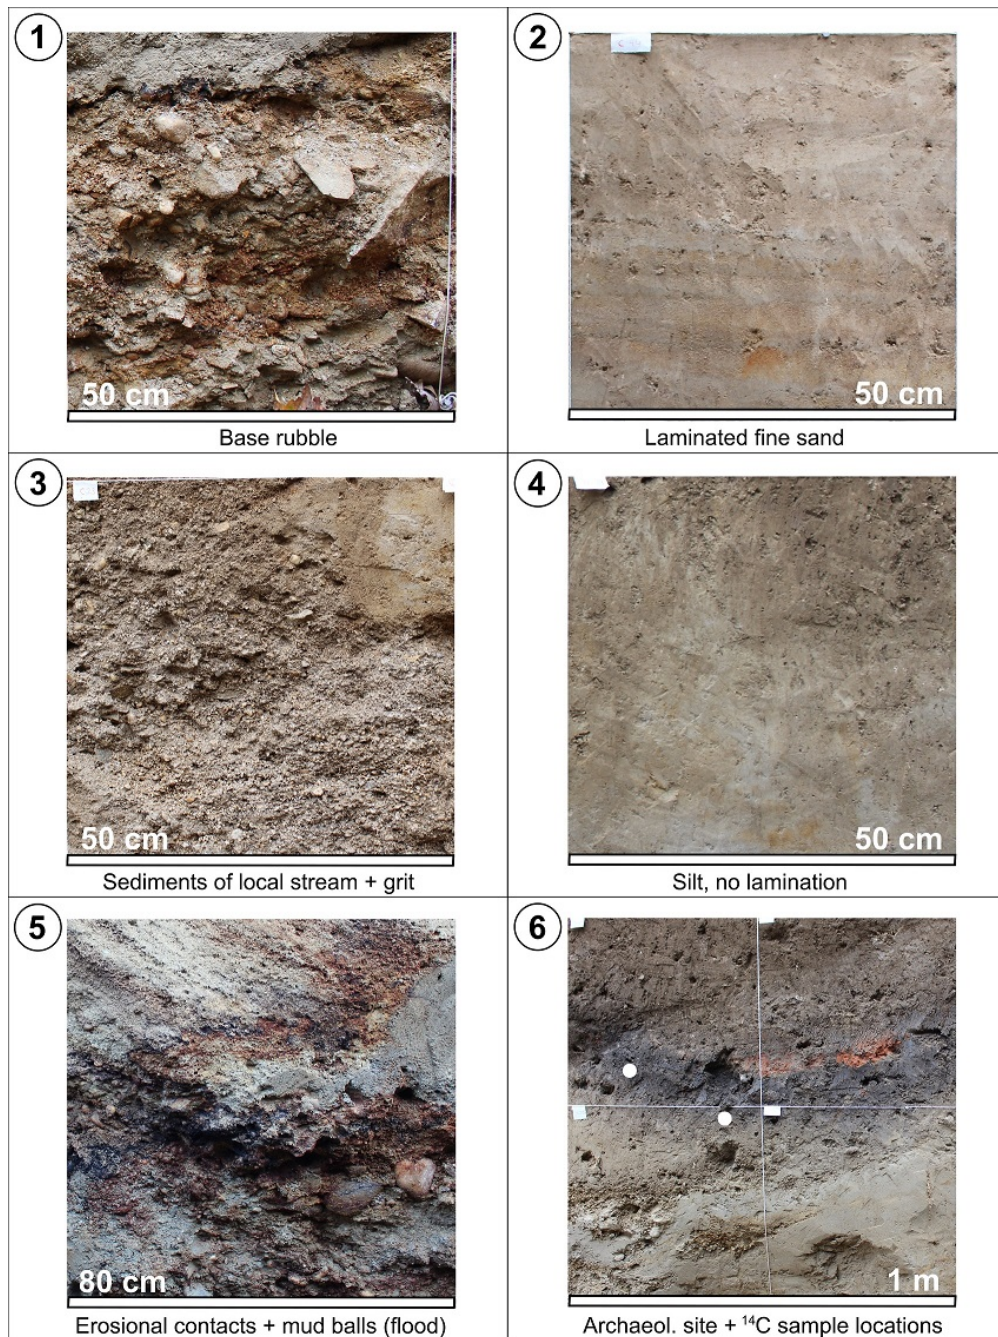 1
50 cm
Base rubble
2
50 cm
Laminated fine sand
3
50 cm
Sediments of local stream + grit
4
50 cm
Silt, no lamination
5
80 cm
Erosional contacts + mud balls (flood)
6
1 m
Archaeol. site + ¹⁴C sample locations